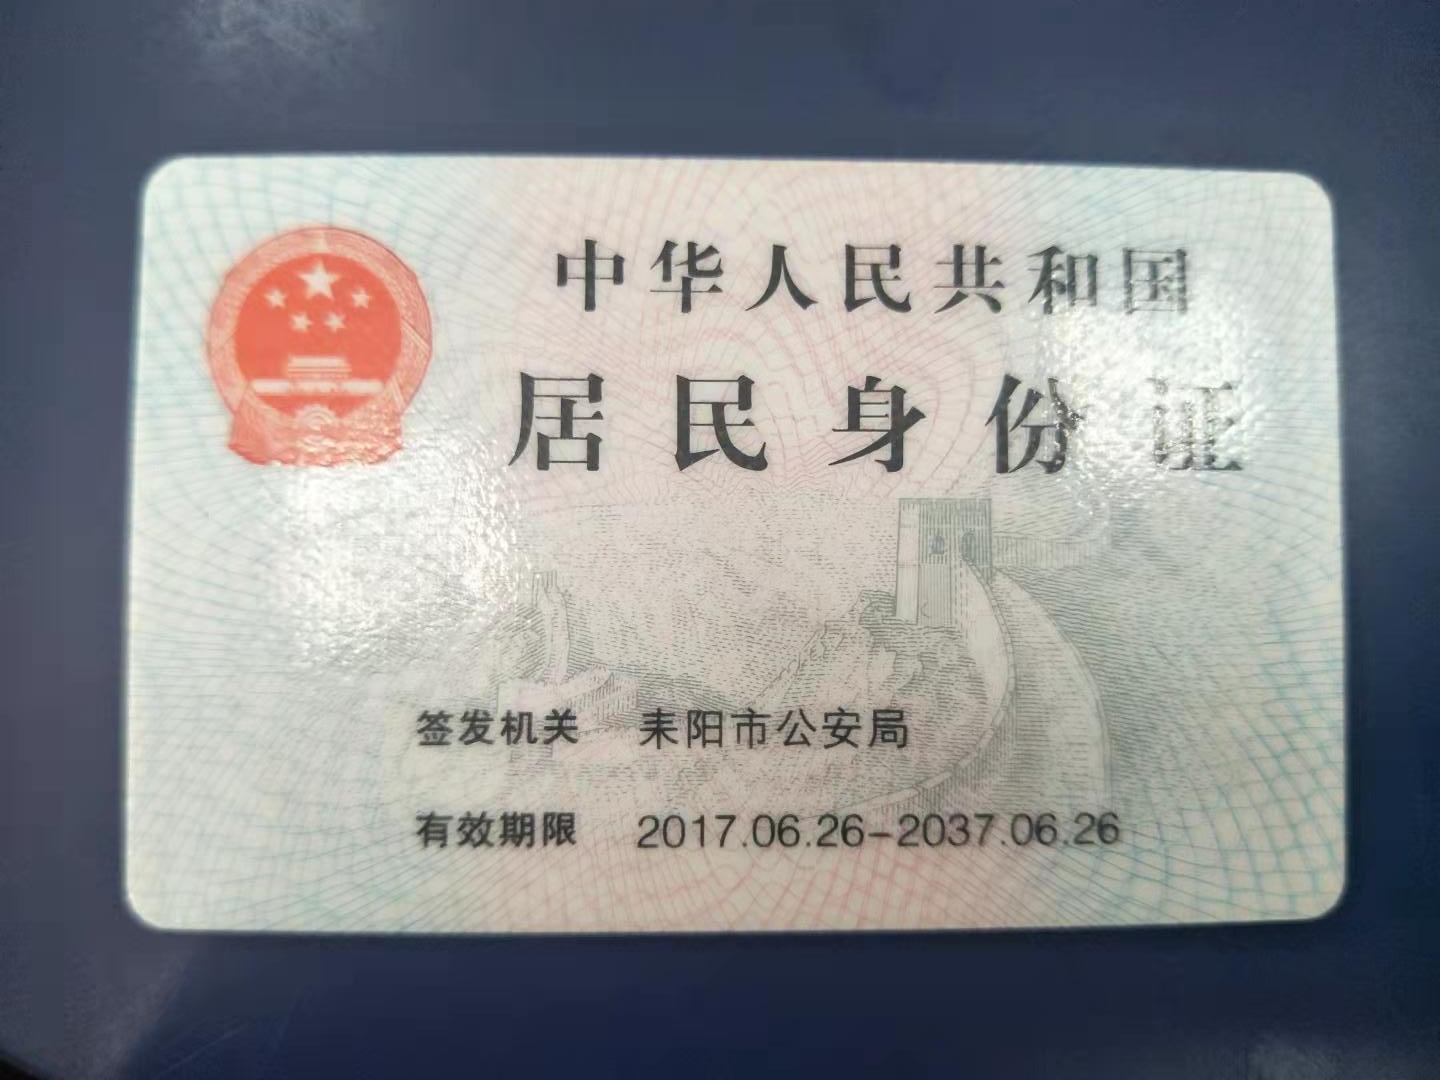 中华人民共和国
居民身份证
签发机关 耒阳市公安局
有效期限 2017.06.26-2037.06.26